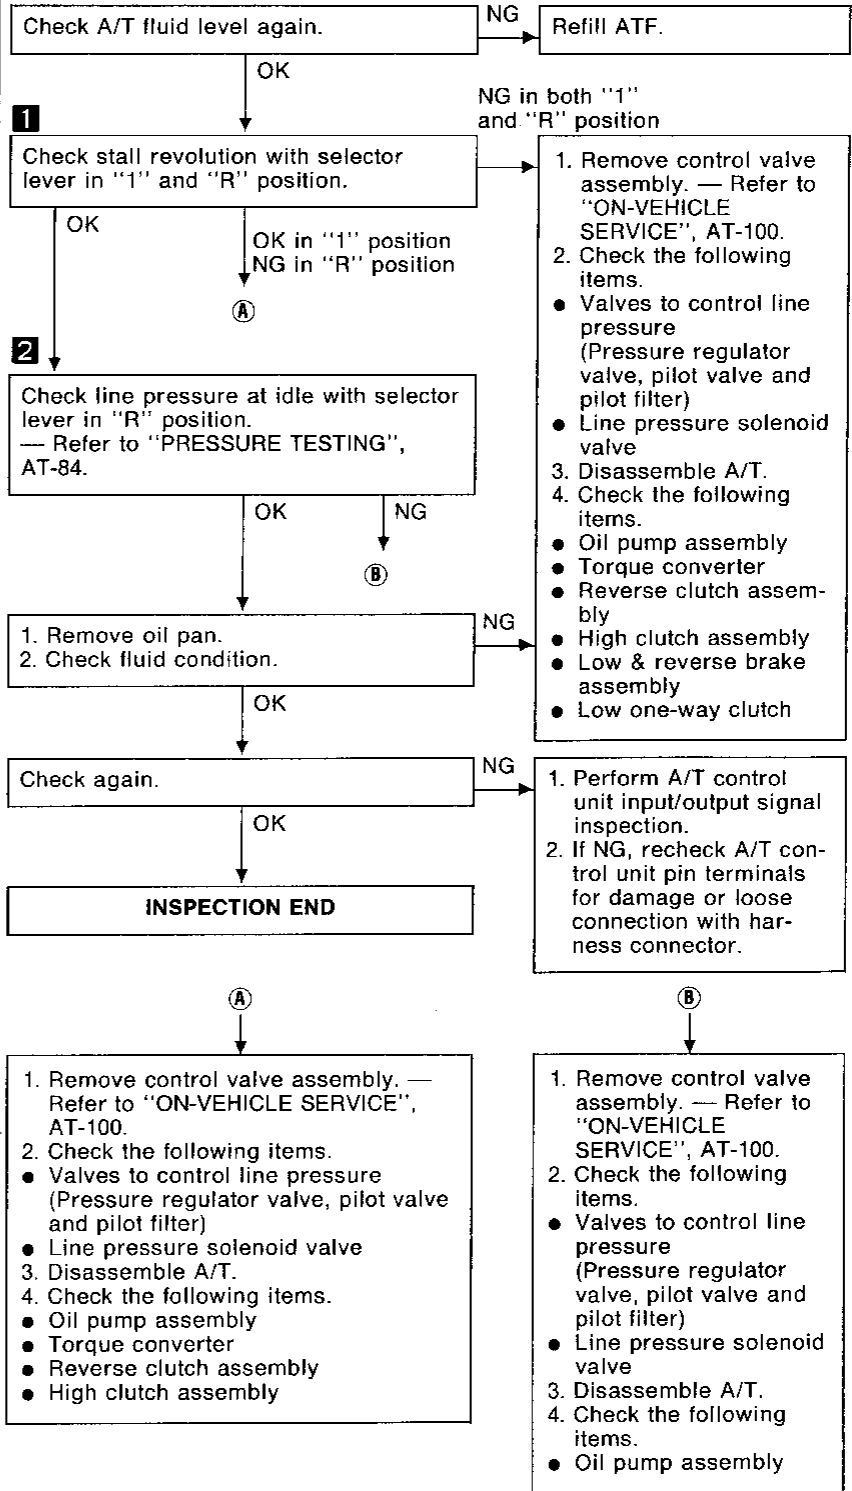 Check A/T fluid level again.
NG
Refill ATF.
OK
NG in both "1"
and "R" position
1
Check stall revolution with selector
lever in "1" and "R" position.
OK
OK in "1" position
NG in "R" position
A
1. Remove control valve
assembly. — Refer to
"ON-VEHICLE
SERVICE", AT-100.
2. Check the following
items.
● Valves to control line
pressure
(Pressure regulator
valve, pilot valve and
pilot filter)
● Line pressure solenoid
valve
3. Disassemble A/T.
4. Check the following
items.
● Oil pump assembly
● Torque converter
● Reverse clutch assem-
bly
● High clutch assembly
● Low & reverse brake
assembly
● Low one-way clutch
2
Check line pressure at idle with selector
lever in "R" position.
— Refer to "PRESSURE TESTING",
AT-84.
OK
NG
B
1. Remove oil pan.
2. Check fluid condition.
NG
OK
Check again.
NG
1. Perform A/T control
unit input/output signal
inspection.
2. If NG, recheck A/T con-
trol unit pin terminals
for damage or loose
connection with har-
ness connector.
OK
INSPECTION END
A
1. Remove control valve assembly. —
Refer to "ON-VEHICLE SERVICE",
AT-100.
2. Check the following items.
● Valves to control line pressure
(Pressure regulator valve, pilot valve
and pilot filter)
● Line pressure solenoid valve
3. Disassemble A/T.
4. Check the following items.
● Oil pump assembly
● Torque converter
● Reverse clutch assembly
● High clutch assembly
B
1. Remove control valve
assembly. — Refer to
"ON-VEHICLE
SERVICE", AT-100.
2. Check the following
items.
● Valves to control line
pressure
(Pressure regulator
valve, pilot valve and
pilot filter)
● Line pressure solenoid
valve
3. Disassemble A/T.
4. Check the following
items.
● Oil pump assembly